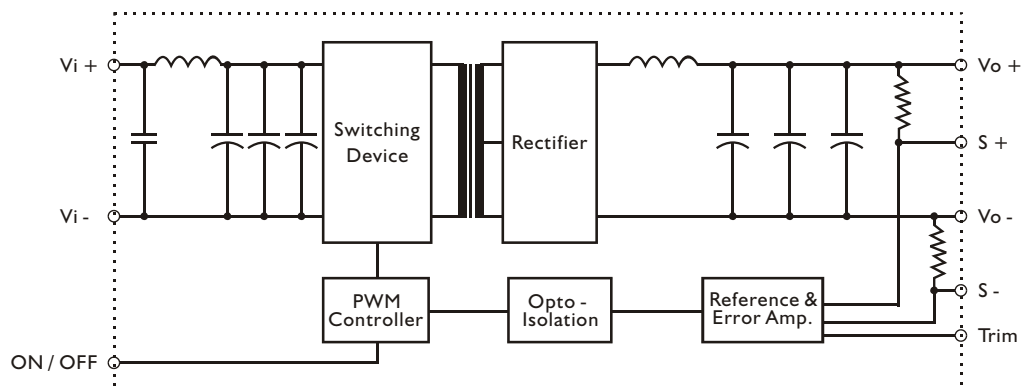 Vi +
Vo +
Switching
Device
Rectifier
S +
Vi -
Vo -
PWM
Controller
Opto -
Isolation
Reference &
Error Amp.
S -
Trim
ON / OFF